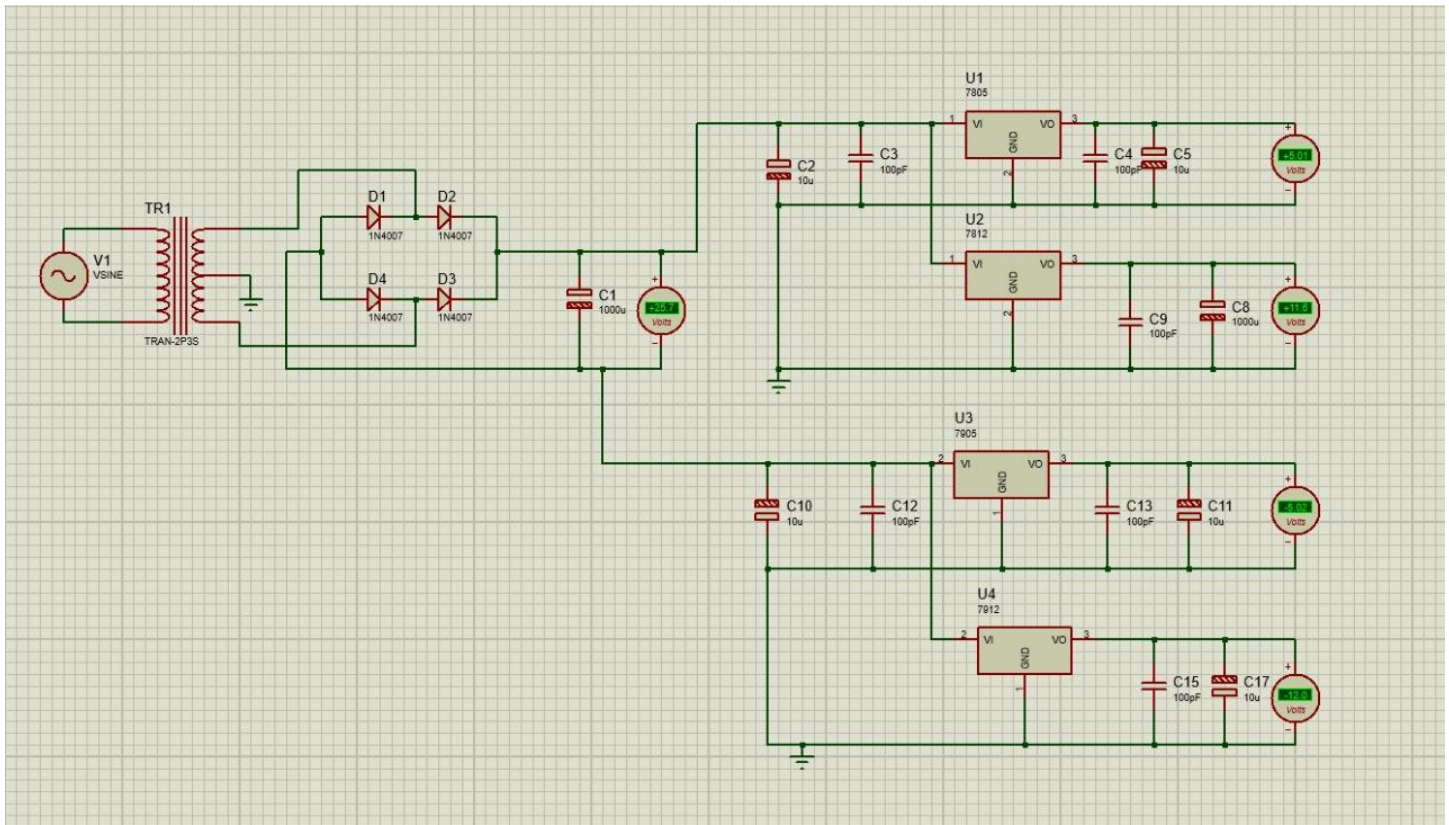 TR1
TRAN-2P3S
V1
VSINE
D1
1N4007
D2
1N4007
D4
1N4007
D3
1N4007
C1
1000u
+25.7
Volts
+
−
U1
7805
1 VI VO 3
GND
2
C2
10u
C3
100pF
C4
100pF
C5
10u
+5.01
Volts
+
−
U2
7812
1 VI VO 3
GND
2
C9
100pF
C8
1000u
+11.6
Volts
+
−
U3
7905
2 VI VO 3
GND
1
C10
10u
C12
100pF
C13
100pF
C11
10u
-5.02
Volts
+
−
U4
7912
2 VI VO 3
GND
1
C15
100pF
C17
10u
-12.0
Volts
+
−